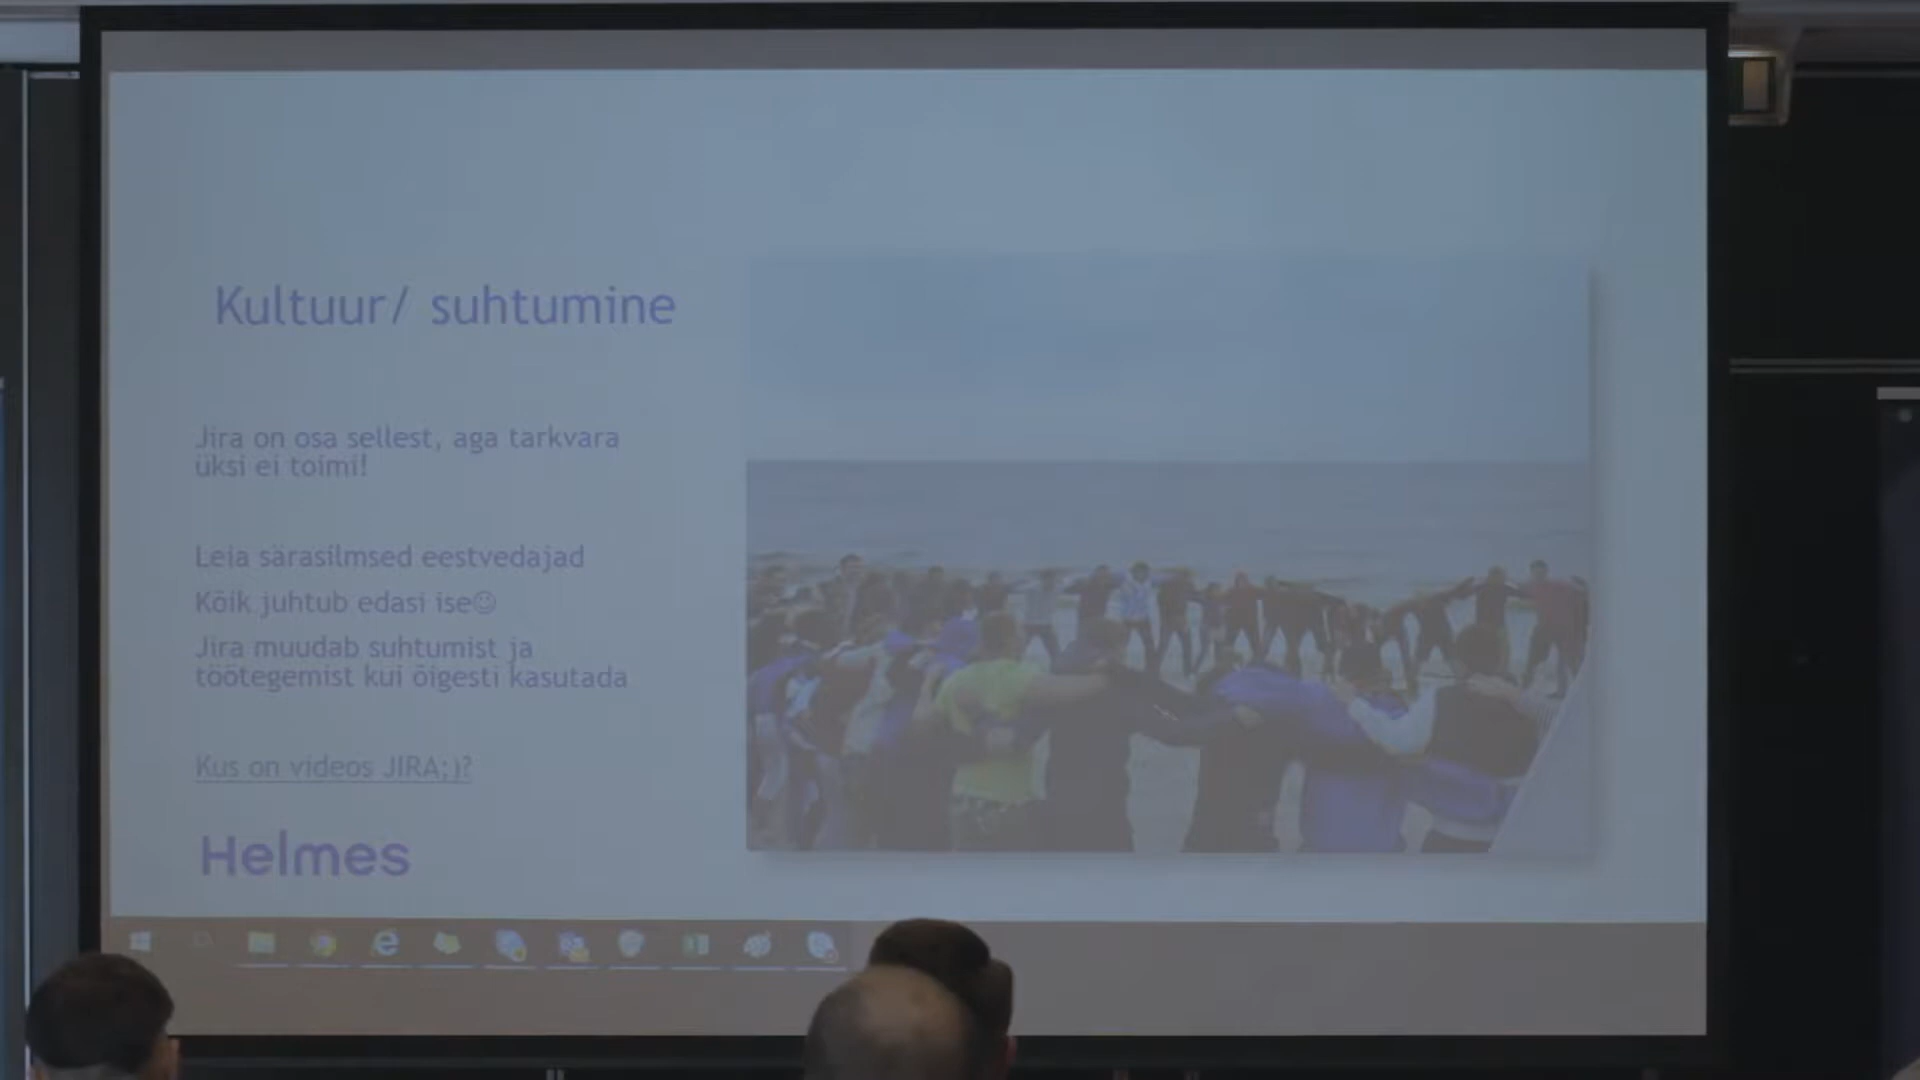 Kultuur/ suhtumine
Jira on osa sellest, aga tarkvara
üksi ei toimi!
Leia särasilmsed eestvedajad
Kõik juhtub edasi ise☺
Jira muudab suhtumist ja
töötegemist kui õigesti kasutada
Kus on videos JIRA;)?
Helmes